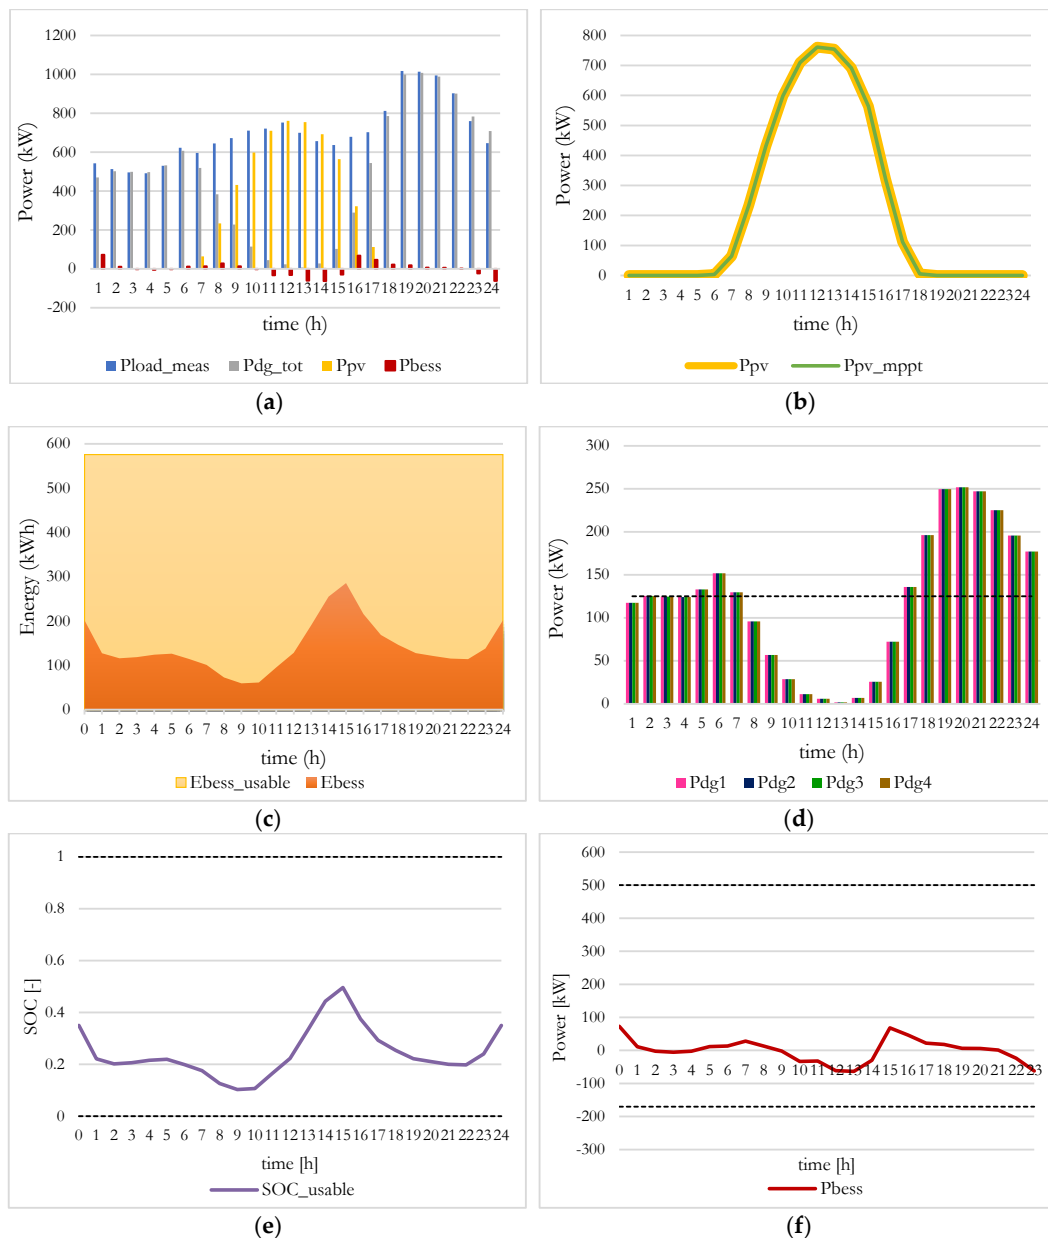 1200
1000
800
600
400
200
0
-200
Power (kW)
1 2 3 4 5 6 7 8 9 10 11 12 13 14 15 16 17 18 19 20 21 22 23 24
time (h)
Pload_meas Pdg_tot Ppv Pbess
(a)
800
700
600
500
400
300
200
100
0
Power (kW)
1 2 3 4 5 6 7 8 9 10 11 12 13 14 15 16 17 18 19 20 21 22 23 24
time (h)
Ppv Ppv_mppt
(b)
600
500
400
300
200
100
0
Energy (kWh)
0 1 2 3 4 5 6 7 8 9 10 11 12 13 14 15 16 17 18 19 20 21 22 23 24
time (h)
Ebess_usable Ebess
(c)
300
250
200
150
100
50
0
Power (kW)
1 2 3 4 5 6 7 8 9 10 11 12 13 14 15 16 17 18 19 20 21 22 23 24
time (h)
Pdg1 Pdg2 Pdg3 Pdg4
(d)
1
0.8
0.6
0.4
0.2
0
SOC [-]
0 1 2 3 4 5 6 7 8 9 10 11 12 13 14 15 16 17 18 19 20 21 22 23 24
time [h]
SOC_usable
(e)
600
500
400
300
200
100
0
-100
-200
-300
Power [kW]
0 1 2 3 4 5 6 7 8 9 10 11 12 13 14 15 16 17 18 19 20 21 22 23
time [h]
Pbess
(f)